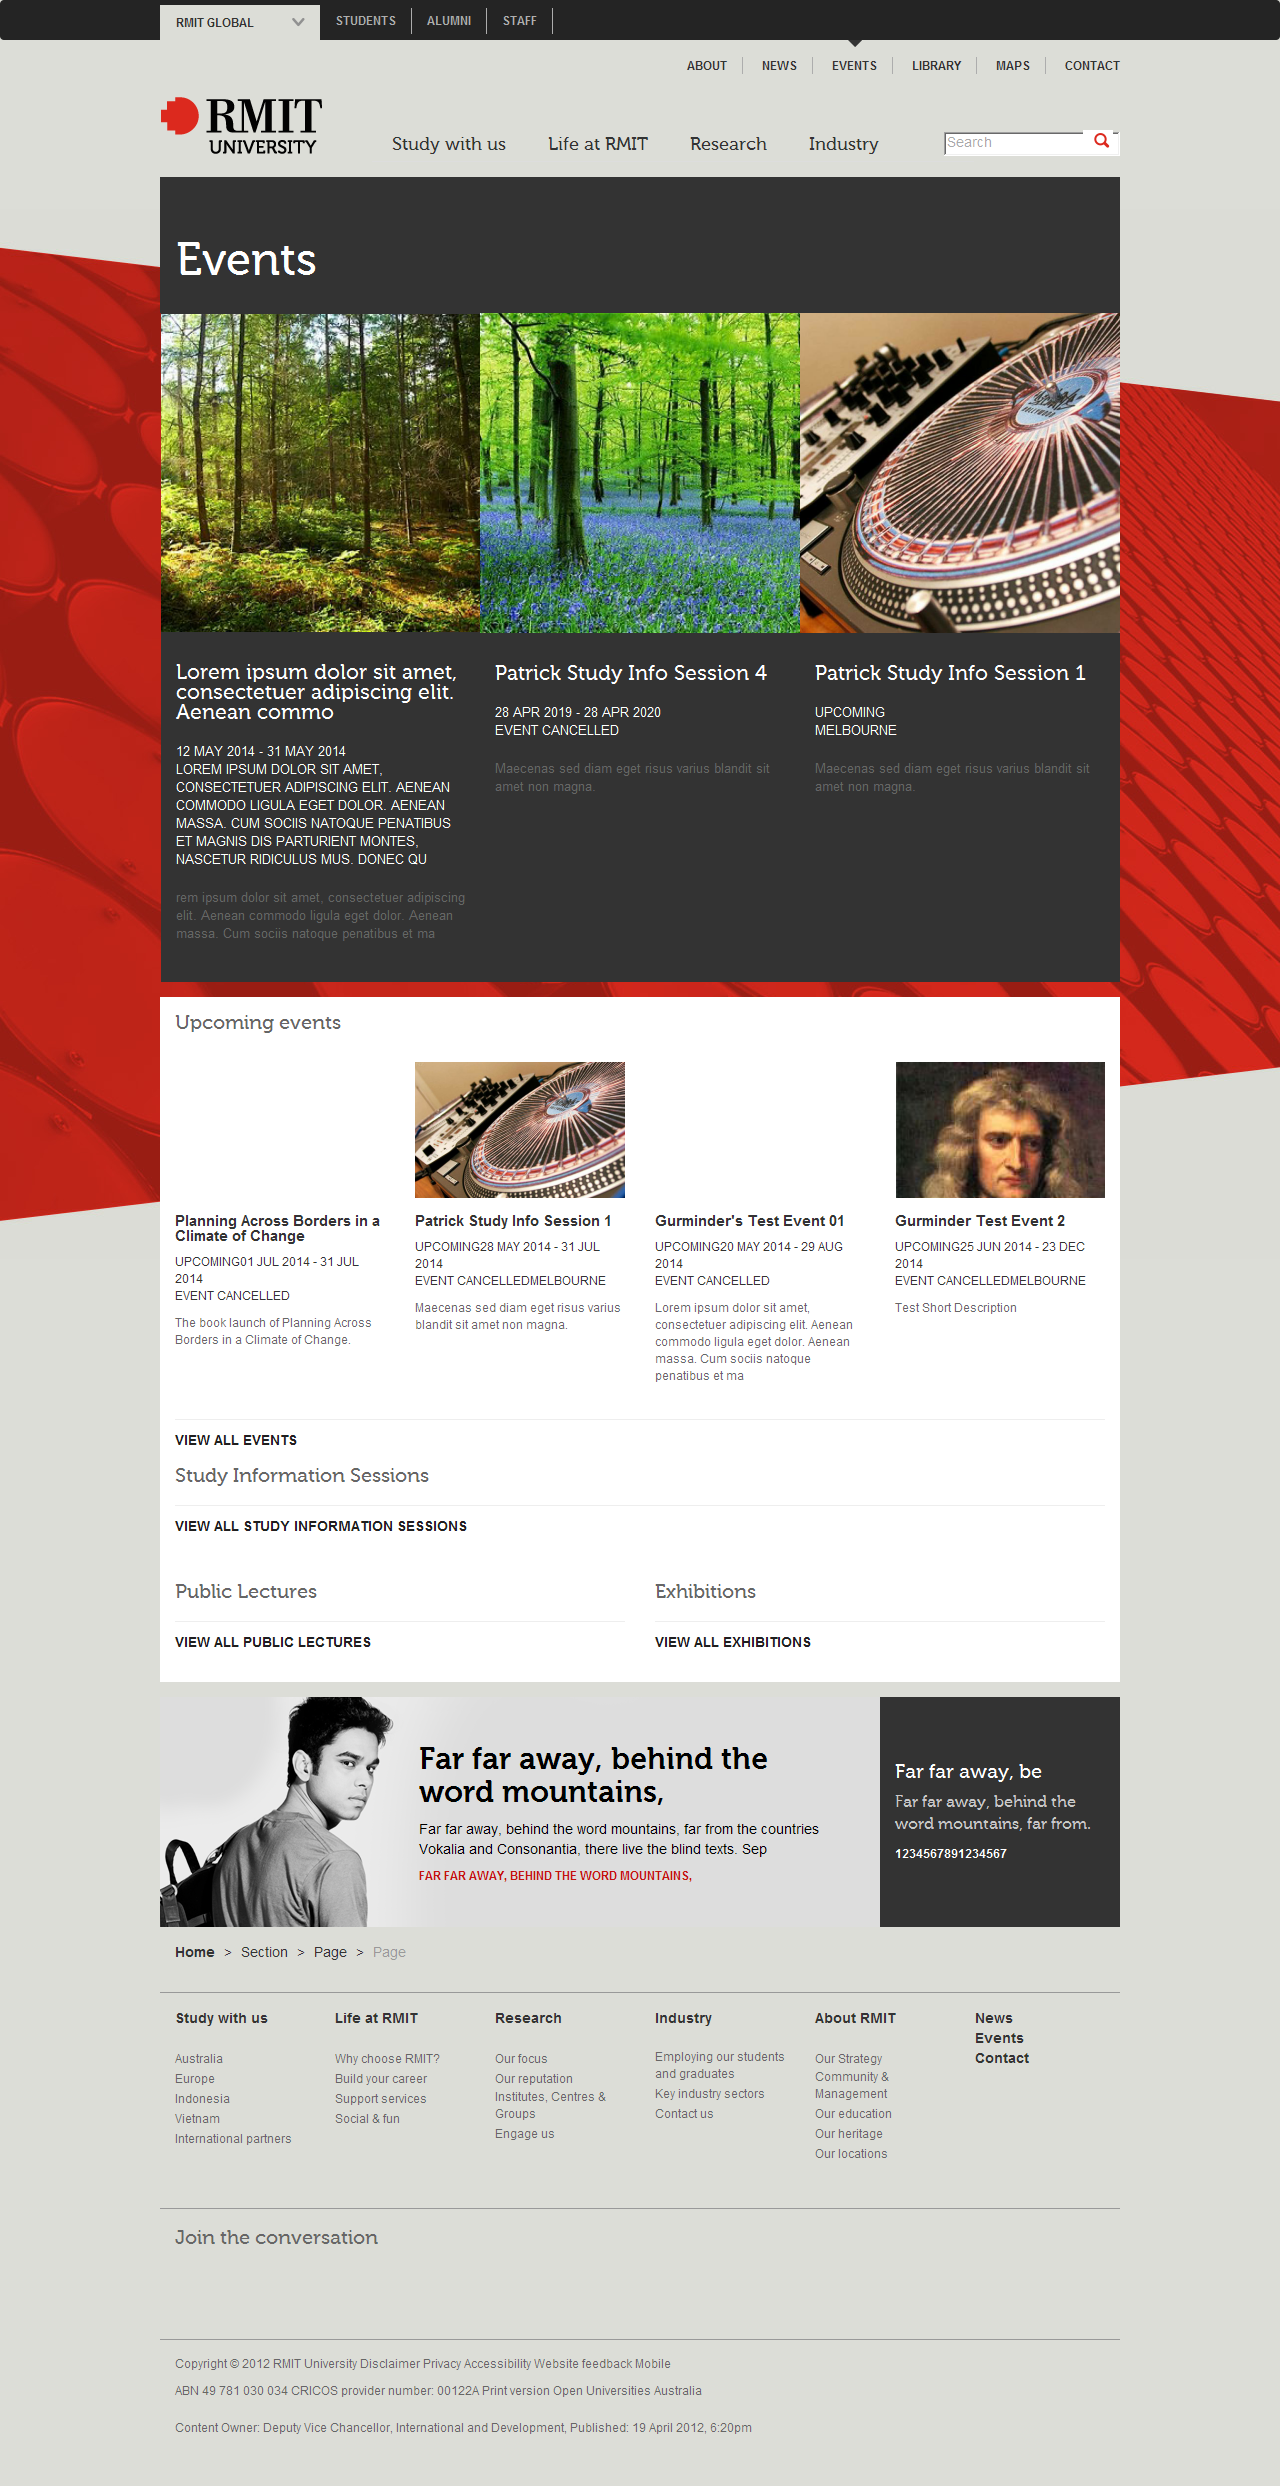 RMIT GLOBAL
STUDENTS
ALUMNI
STAFF
ABOUT
NEWS
EVENTS
LIBRARY
MAPS
CONTACT
RMIT
UNIVERSITY
Study with us
Life at RMIT
Research
Industry
Search
Events
Lorem ipsum dolor sit amet,
consectetuer adipiscing elit.
Aenean commo
12 MAY 2014 - 31 MAY 2014
LOREM IPSUM DOLOR SIT AMET,
CONSECTETUER ADIPISCING ELIT. AENEAN
COMMODO LIGULA EGET DOLOR. AENEAN
MASSA. CUM SOCIIS NATOQUE PENATIBUS
ET MAGNIS DIS PARTURIENT MONTES,
NASCETUR RIDICULUS MUS. DONEC QU
rem ipsum dolor sit amet, consectetuer adipiscing
elit. Aenean commodo ligula eget dolor. Aenean
massa. Cum sociis natoque penatibus et ma
Patrick Study Info Session 4
28 APR 2019 - 28 APR 2020
EVENT CANCELLED
Maecenas sed diam eget risus varius blandit sit
amet non magna.
Patrick Study Info Session 1
UPCOMING
MELBOURNE
Maecenas sed diam eget risus varius blandit sit
amet non magna.
Upcoming events
Planning Across Borders in a
Climate of Change
UPCOMING01 JUL 2014 - 31 JUL
2014
EVENT CANCELLED
The book launch of Planning Across
Borders in a Climate of Change.
Patrick Study Info Session 1
UPCOMING28 MAY 2014 - 31 JUL
2014
EVENT CANCELLEDMELBOURNE
Maecenas sed diam eget risus varius
blandit sit amet non magna.
Gurminder's Test Event 01
UPCOMING20 MAY 2014 - 29 AUG
2014
EVENT CANCELLED
Lorem ipsum dolor sit amet,
consectetuer adipiscing elit. Aenean
commodo ligula eget dolor. Aenean
massa. Cum sociis natoque
penatibus et ma
Gurminder Test Event 2
UPCOMING25 JUN 2014 - 23 DEC
2014
EVENT CANCELLEDMELBOURNE
Test Short Description
VIEW ALL EVENTS
Study Information Sessions
VIEW ALL STUDY INFORMATION SESSIONS
Public Lectures
VIEW ALL PUBLIC LECTURES
Exhibitions
VIEW ALL EXHIBITIONS
Far far away, behind the
word mountains,
Far far away, behind the word mountains, far from the countries
Vokalia and Consonantia, there live the blind texts. Sep
FAR FAR AWAY, BEHIND THE WORD MOUNTAINS,
Far far away, be
Far far away, behind the
word mountains, far from.
1234567891234567
Home > Section > Page > Page
Study with us
Australia
Europe
Indonesia
Vietnam
International partners
Life at RMIT
Why choose RMIT?
Build your career
Support services
Social & fun
Research
Our focus
Our reputation
Institutes, Centres &
Groups
Engage us
Industry
Employing our students
and graduates
Key industry sectors
Contact us
About RMIT
Our Strategy
Community &
Management
Our education
Our heritage
Our locations
News
Events
Contact
Join the conversation
Copyright © 2012 RMIT University Disclaimer Privacy Accessibility Website feedback Mobile
ABN 49 781 030 034 CRICOS provider number: 00122A Print version Open Universities Australia
Content Owner: Deputy Vice Chancellor, International and Development, Published: 19 April 2012, 6:20pm